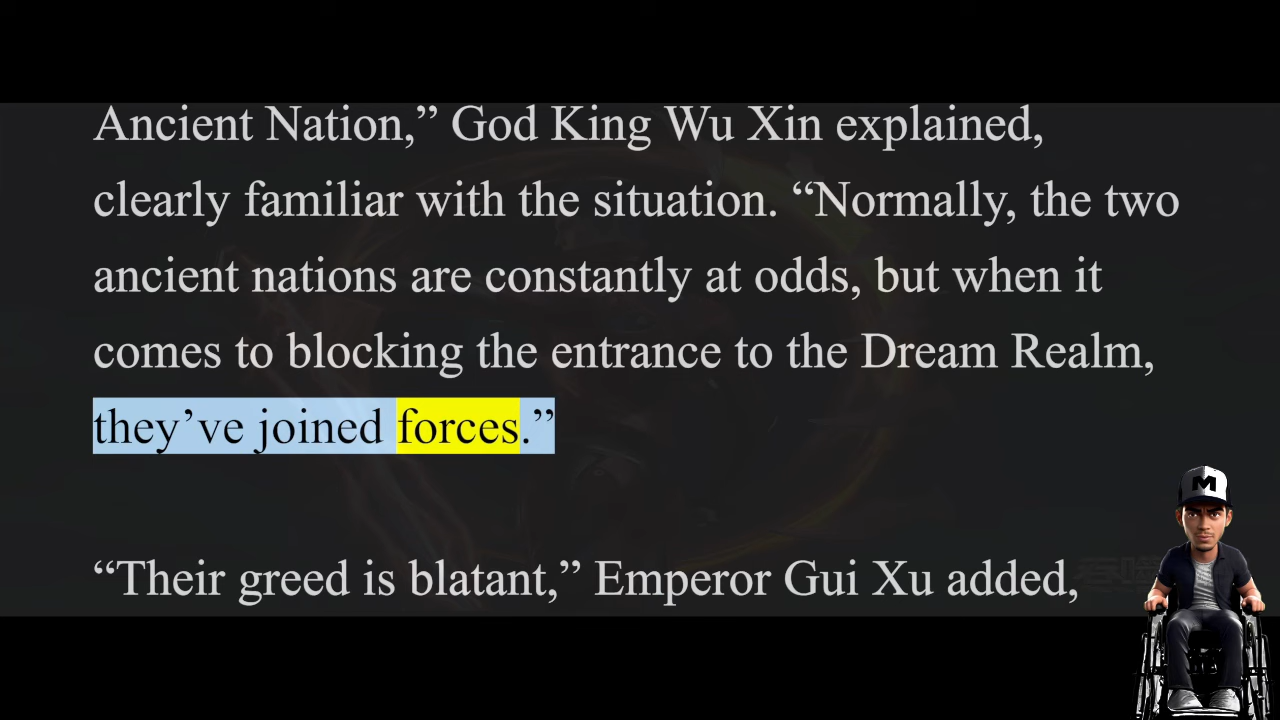 Ancient Nation,” God King Wu Xin explained,
clearly familiar with the situation. “Normally, the two
ancient nations are constantly at odds, but when it
comes to blocking the entrance to the Dream Realm,
they’ve joined forces.”
“Their greed is blatant,” Emperor Gui Xu added,
M